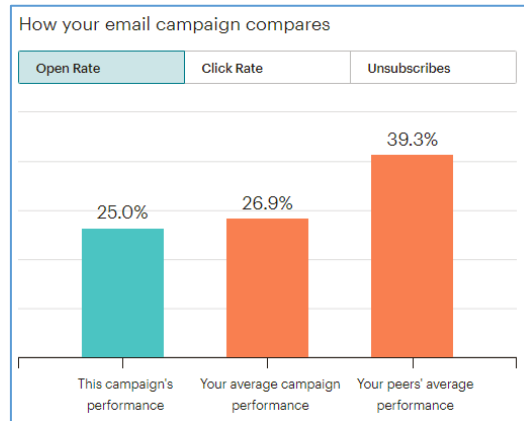 How your email campaign compares
Open Rate Click Rate Unsubscribes
39.3%
26.9%
25.0%
This campaign's performance
Your average campaign performance
Your peers' average performance